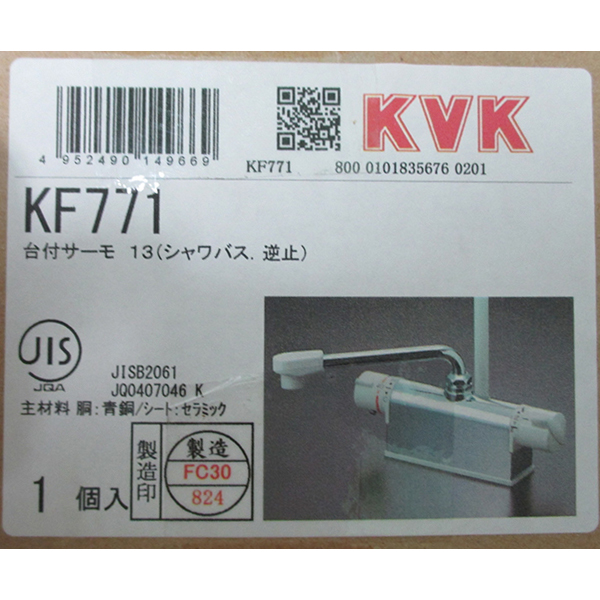 KVK
4 952490 149669
KF771 800 0101835676 0201
KF771
台付サーモ 13(シャワバス.逆止)
JIS
JQA
JISB2061
JQ0407046 K
主材料 胴:青銅/シート:セラミック
1 個入
製造印
製造
FC30
824